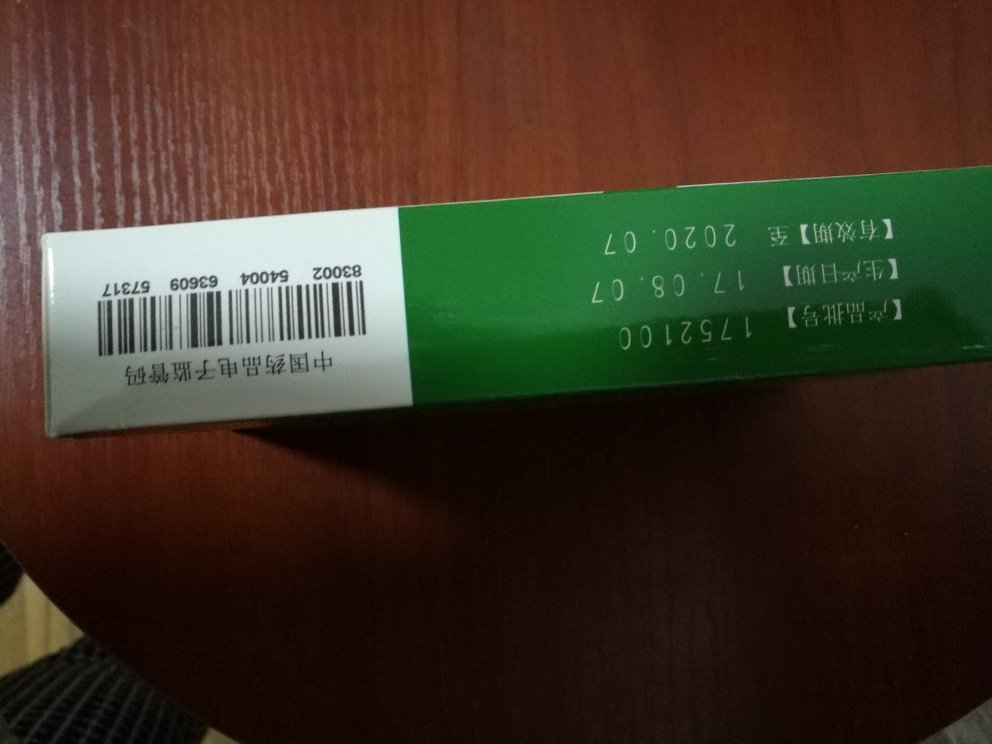 【产品批号】 1752100
【生产日期】 17.08.07
【有效期】至 2020.07
中国药品电子监管码
83002 54004 63609 57317